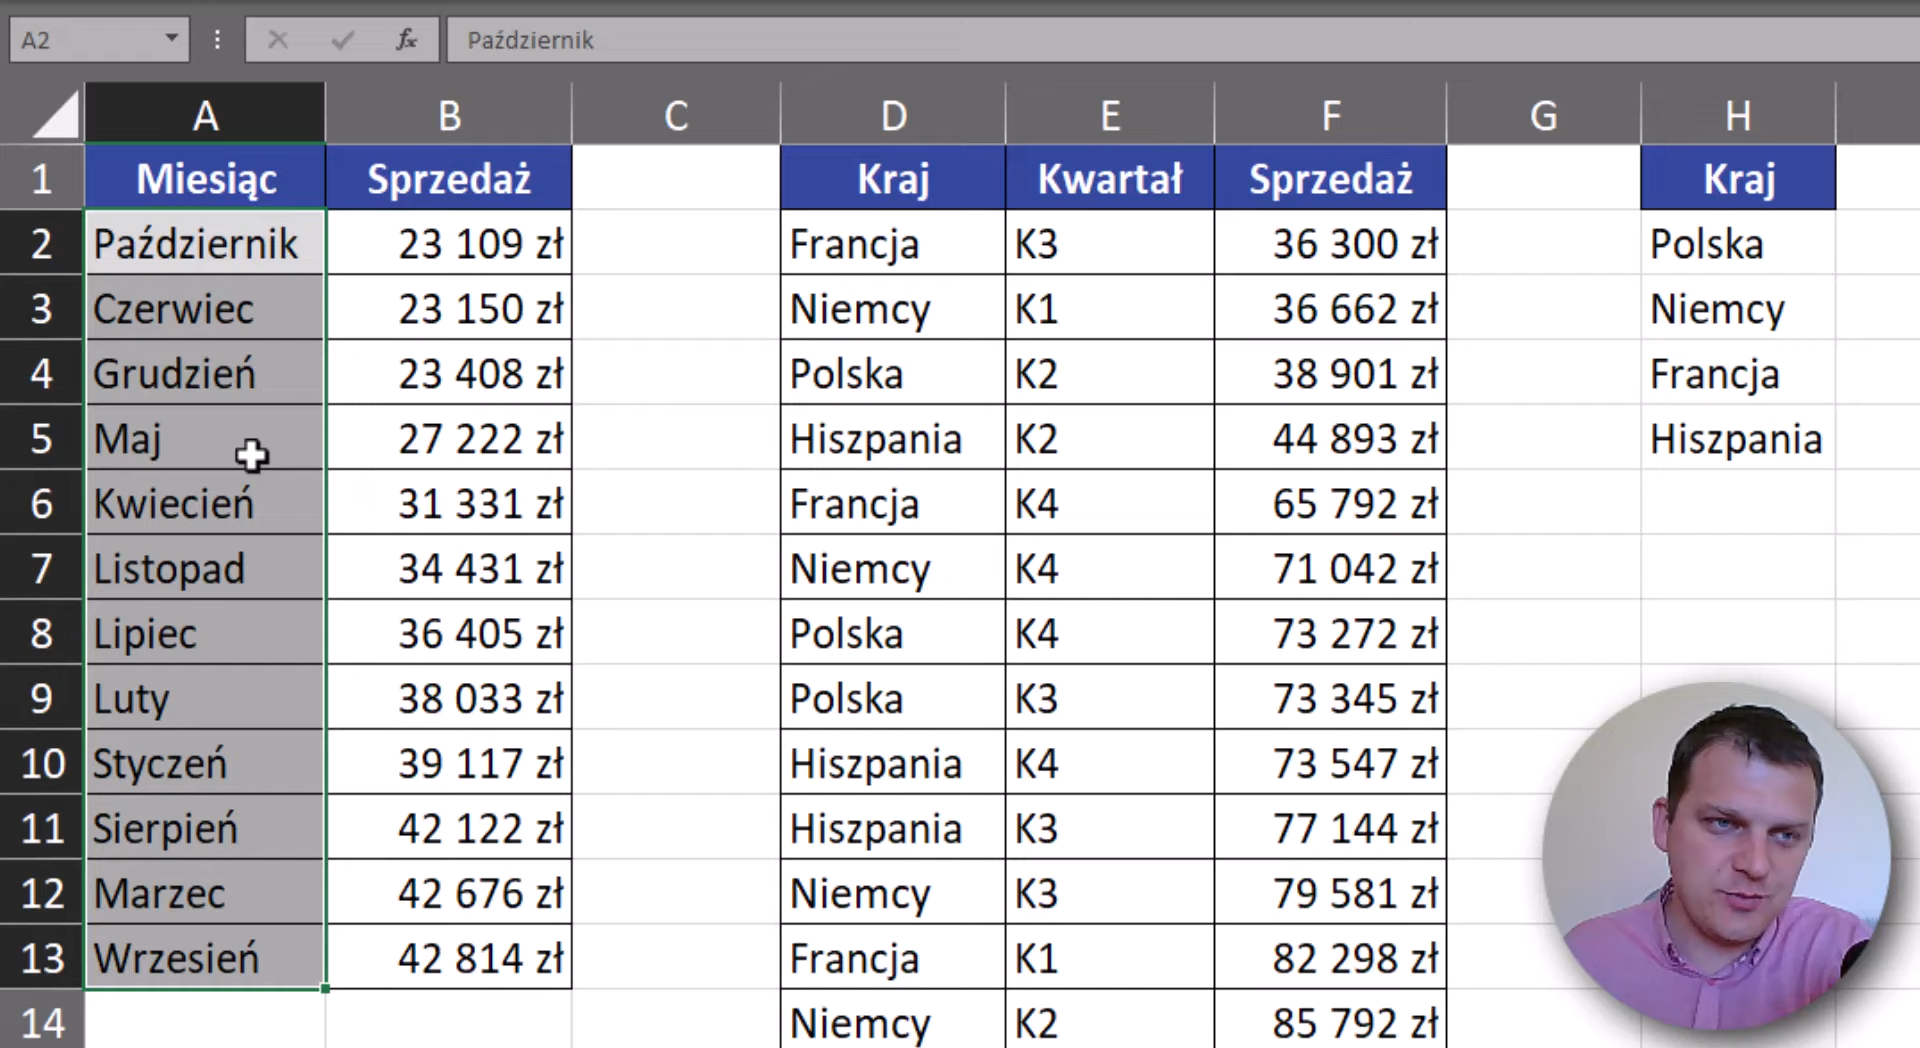 A2 fx Październik
A B C D E F G H
1 Miesiąc Sprzedaż Kraj Kwartał Sprzedaż Kraj
2 Październik 23 109 zł Francja K3 36 300 zł Polska
3 Czerwiec 23 150 zł Niemcy K1 36 662 zł Niemcy
4 Grudzień 23 408 zł Polska K2 38 901 zł Francja
5 Maj 27 222 zł Hiszpania K2 44 893 zł Hiszpania
6 Kwiecień 31 331 zł Francja K4 65 792 zł
7 Listopad 34 431 zł Niemcy K4 71 042 zł
8 Lipiec 36 405 zł Polska K4 73 272 zł
9 Luty 38 033 zł Polska K3 73 345 zł
10 Styczeń 39 117 zł Hiszpania K4 73 547 zł
11 Sierpień 42 122 zł Hiszpania K3 77 144 zł
12 Marzec 42 676 zł Niemcy K3 79 581 zł
13 Wrzesień 42 814 zł Francja K1 82 298 zł
14 Niemcy K2 85 792 zł